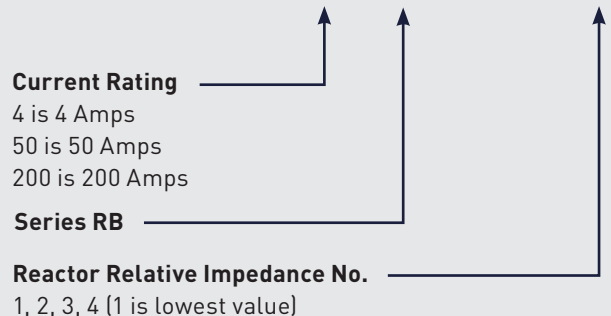 Current Rating
4 is 4 Amps
50 is 50 Amps
200 is 200 Amps
Series RB
Reactor Relative Impedance No.
1, 2, 3, 4 (1 is lowest value)